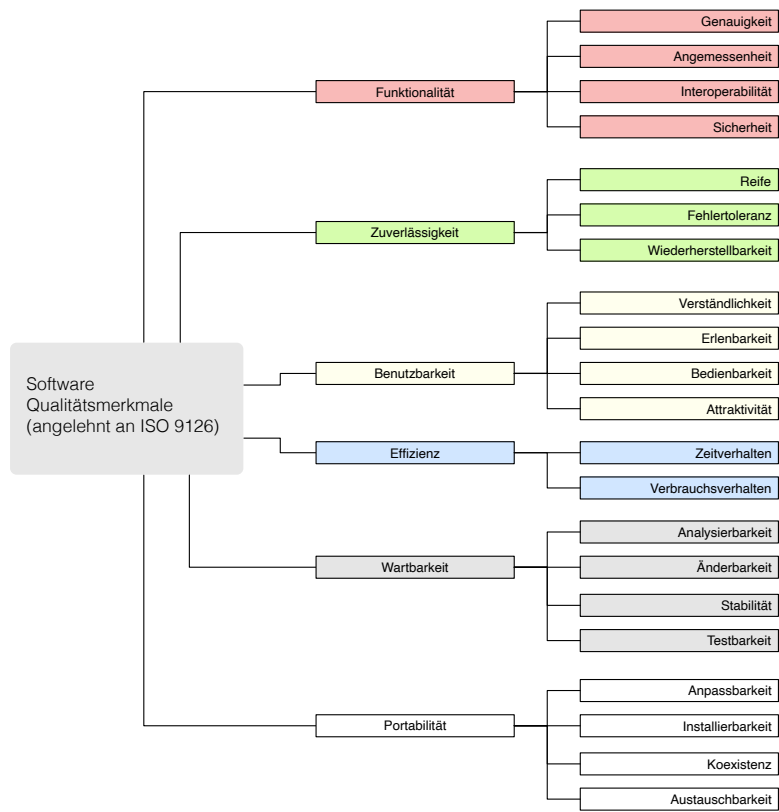 Software
Qualitätsmerkmale
(angelehnt an ISO 9126)
Funktionalität
Genauigkeit
Angemessenheit
Interoperabilität
Sicherheit
Zuverlässigkeit
Reife
Fehlertoleranz
Wiederherstellbarkeit
Benutzbarkeit
Verständlichkeit
Erlenbarkeit
Bedienbarkeit
Attraktivität
Effizienz
Zeitverhalten
Verbrauchsverhalten
Wartbarkeit
Analysierbarkeit
Änderbarkeit
Stabilität
Testbarkeit
Portabilität
Anpassbarkeit
Installierbarkeit
Koexistenz
Austauschbarkeit